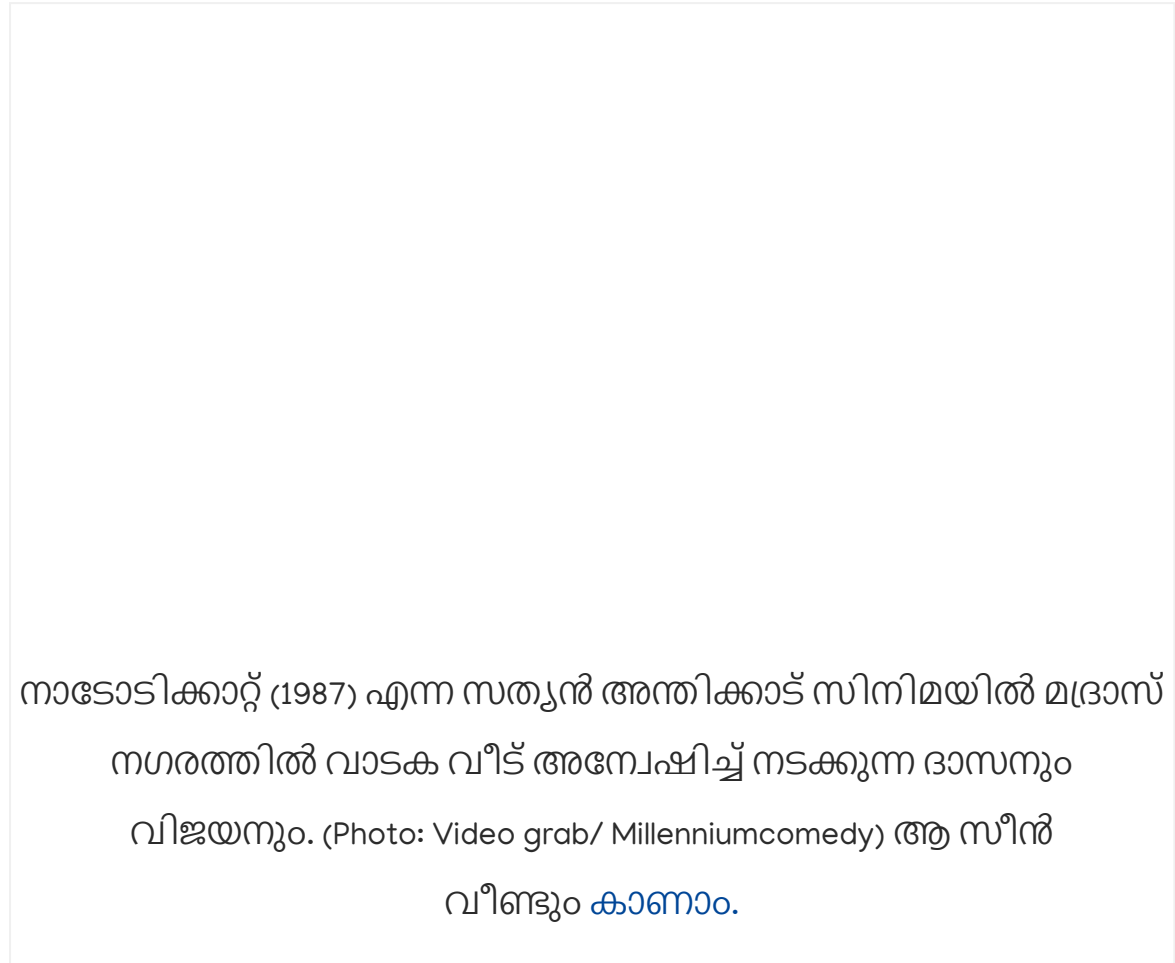 നാടോടിക്കാറ്റ് (1987) എന്ന സത്യൻ അന്തിക്കാട് സിനിമയിൽ മദ്രാസ്
നഗരത്തിൽ വാടക വീട് അന്വേഷിച്ച് നടക്കുന്ന ദാസനും
വിജയനും. (Photo: Video grab/ Millenniumcomedy) ആ സീൻ
വീണ്ടും കാണാം.